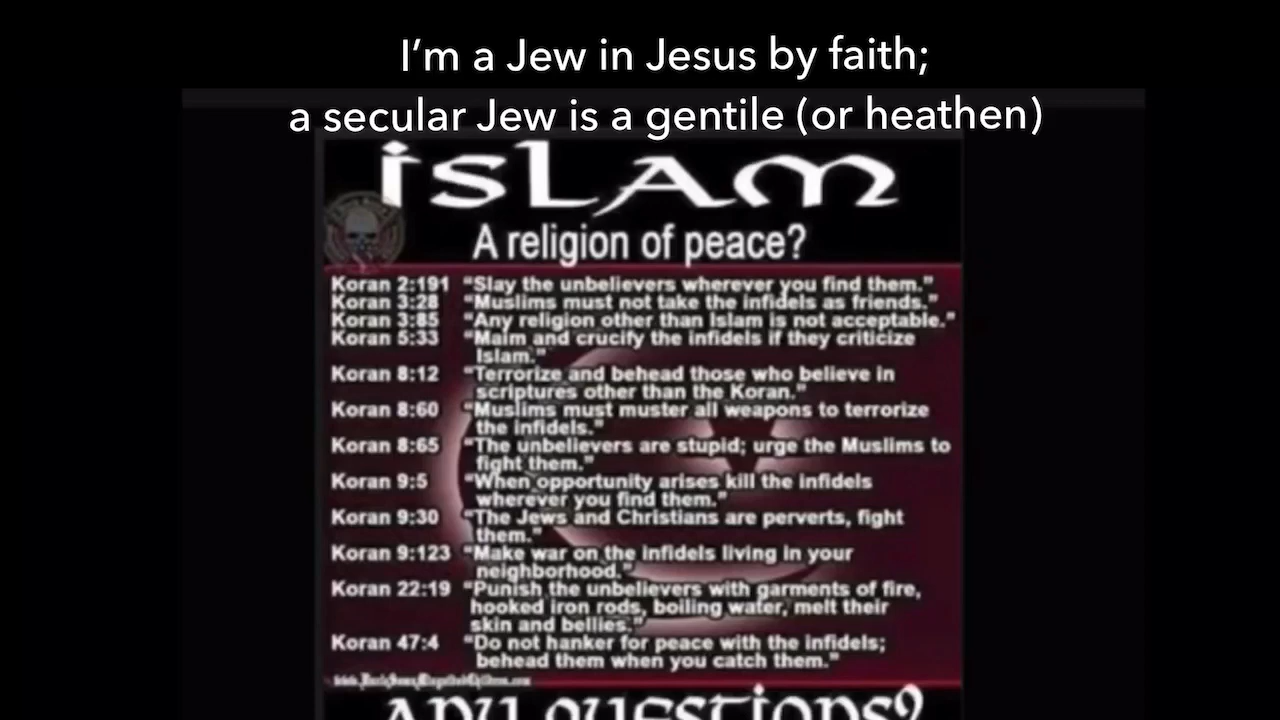 I’m a Jew in Jesus by faith;
a secular Jew is a gentile (or heathen)
ISLAM
A religion of peace?
Koran 2:191 “Slay the unbelievers wherever you find them.”
Koran 3:28 “Muslims must not take the infidels as friends.”
Koran 3:85 “Any religion other than Islam is not acceptable.”
Koran 5:33 “Maim and crucify the infidels if they criticize
Islam.”
Koran 8:12 “Terrorize and behead those who believe in
scriptures other than the Koran.”
Koran 8:60 “Muslims must muster all weapons to terrorize
the infidels.”
Koran 8:65 “The unbelievers are stupid; urge the Muslims to
fight them.”
Koran 9:5 “When opportunity arises kill the infidels
wherever you find them.”
Koran 9:30 “The Jews and Christians are perverts, fight
them.”
Koran 9:123 “Make war on the infidels living in your
neighborhood.”
Koran 22:19 “Punish the unbelievers with garments of fire,
hooked iron rods, boiling water, melt their
skin and bellies.”
Koran 47:4 “Do not hanker for peace with the infidels;
behead them when you catch them.”
ANY QUESTIONS?